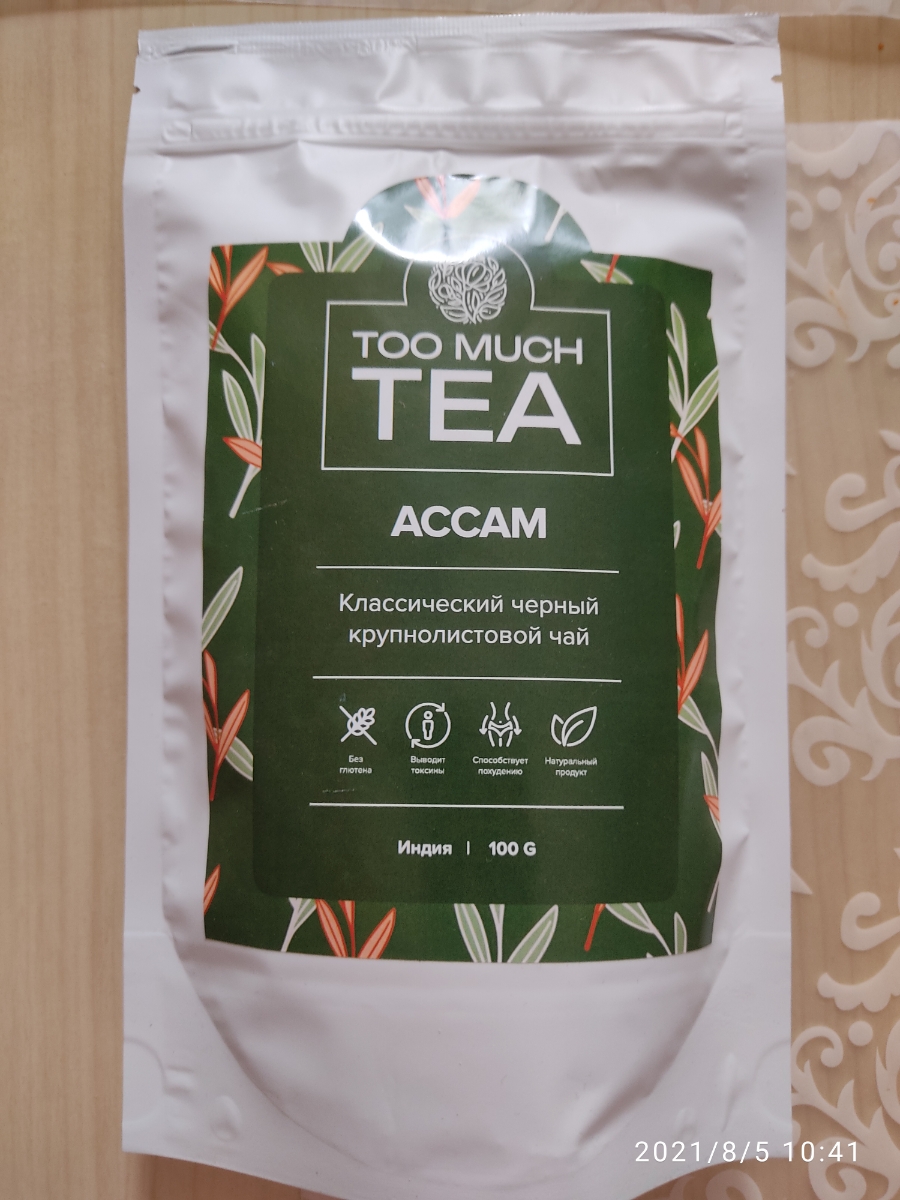 TOO MUCH
TEA
АССАМ
Классический черный
крупнолистовой чай
Без
глютена
Выводит
токсины
Способствует
похудению
Натуральный
продукт
Индия | 100 G
2021/8/5 10:41